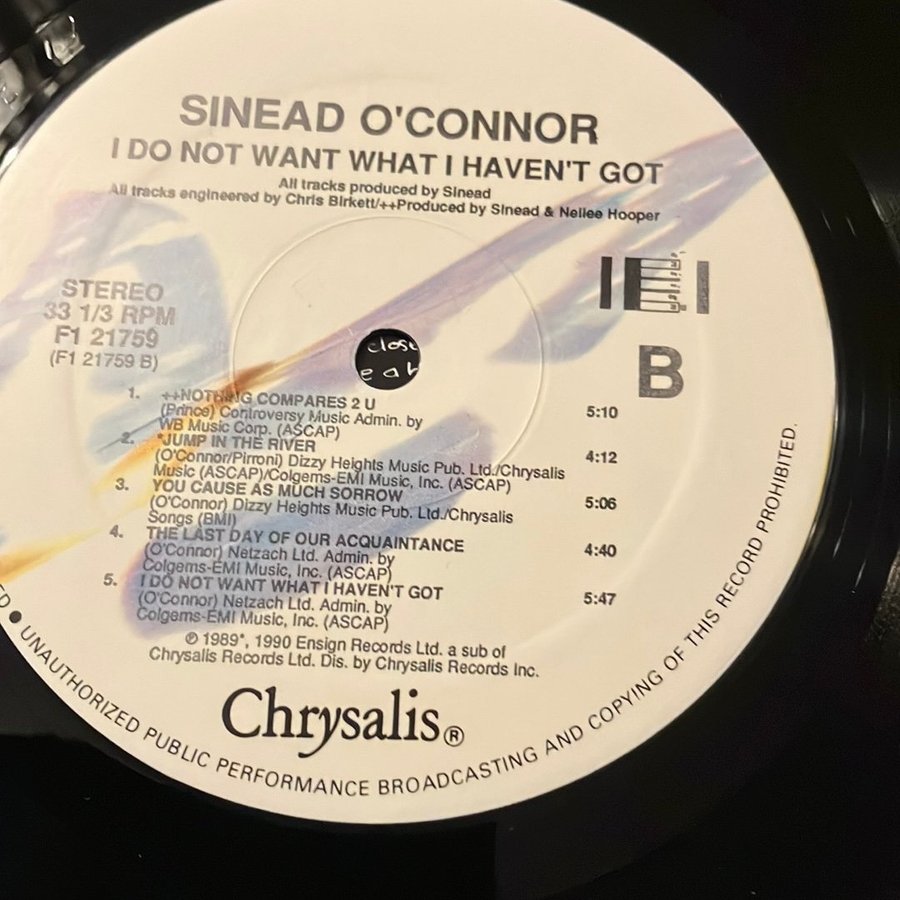 SINEAD O'CONNOR
I DO NOT WANT WHAT I HAVEN'T GOT
All tracks produced by Sinead
All tracks engineered by Chris Birkett/++Produced by Sinead & Nellee Hooper
STEREO
33 1/3 RPM
F1 21759
(F1 21759 B)
B
close
ear
1. ++NOTHING COMPARES 2 U 5:10
(Prince) Controversy Music Admin. by
WB Music Corp. (ASCAP)
2. *JUMP IN THE RIVER 4:12
(O'Connor/Pirroni) Dizzy Heights Music Pub. Ltd./Chrysalis
Music (ASCAP)/Colgems-EMI Music, Inc. (ASCAP)
3. YOU CAUSE AS MUCH SORROW 5:06
(O'Connor) Dizzy Heights Music Pub. Ltd./Chrysalis
Songs (BMI)
4. THE LAST DAY OF OUR ACQUAINTANCE 4:40
(O'Connor) Netzach Ltd. Admin. by
Colgems-EMI Music, Inc. (ASCAP)
5. I DO NOT WANT WHAT I HAVEN'T GOT 5:47
(O'Connor) Netzach Ltd. Admin. by
Colgems-EMI Music, Inc. (ASCAP)
℗ 1989*, 1990 Ensign Records Ltd. a sub of
Chrysalis Records Ltd. Dis. by Chrysalis Records Inc.
Chrysalis®
● UNAUTHORIZED PUBLIC PERFORMANCE BROADCASTING AND COPYING OF THIS RECORD PROHIBITED.